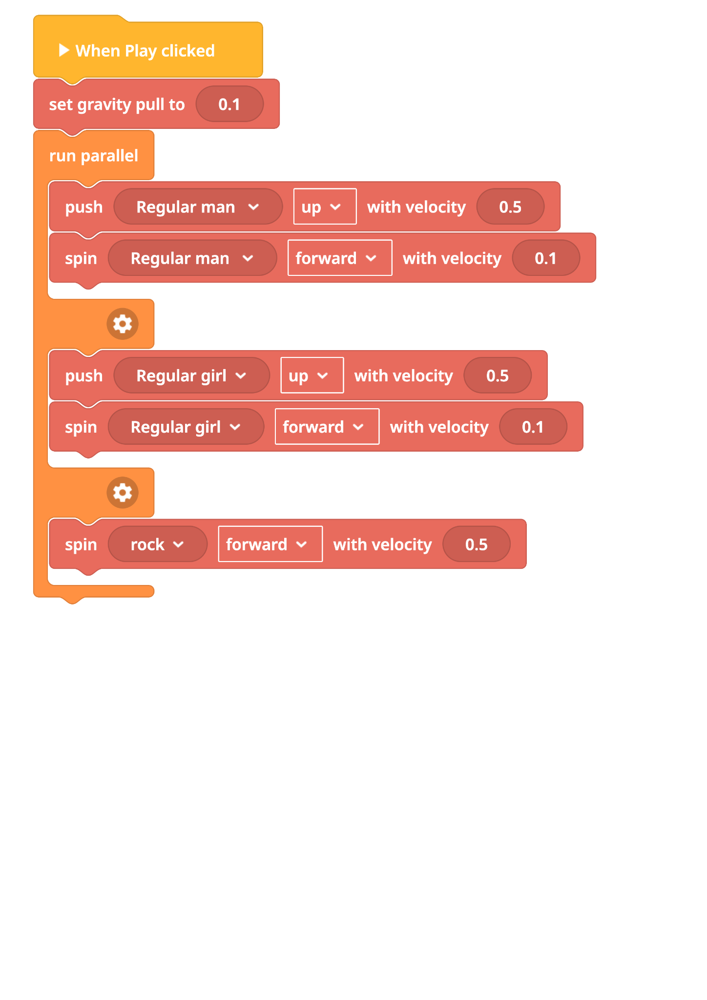 When Play clicked
set gravity pull to 0.1
run parallel
push Regular man up with velocity 0.5
spin Regular man forward with velocity 0.1
push Regular girl up with velocity 0.5
spin Regular girl forward with velocity 0.1
spin rock forward with velocity 0.5